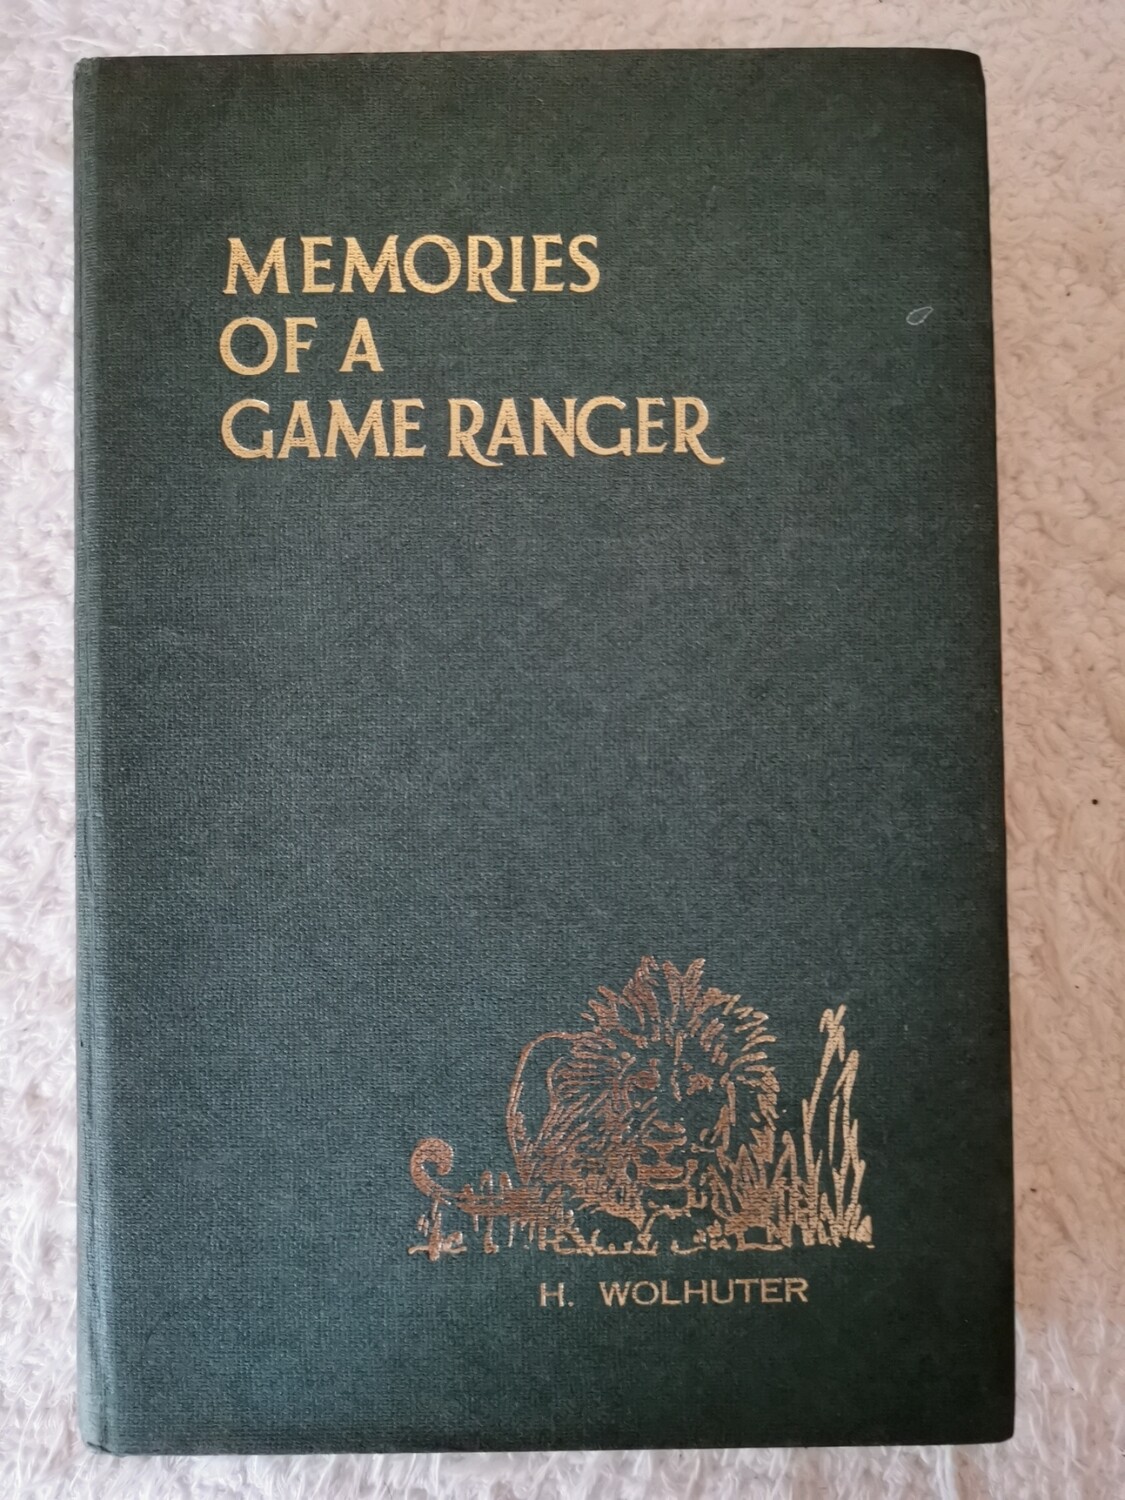 MEMORIES
OF A
GAME RANGER
H. WOLHUTER